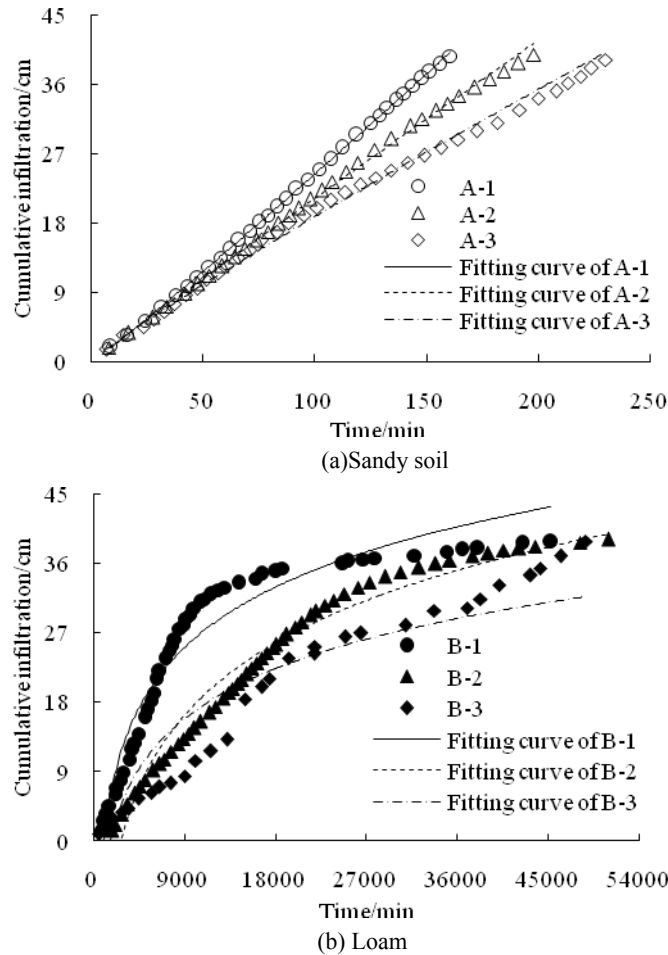 45
36
27
18
9
0
Cumulative infiltration/cm
A-1
A-2
A-3
Fitting curve of A-1
Fitting curve of A-2
Fitting curve of A-3
0 50 100 150 200 250
Time/min
(a)Sandy soil
45
36
27
18
9
0
Cumulative infiltration/cm
B-1
B-2
B-3
Fitting curve of B-1
Fitting curve of B-2
Fitting curve of B-3
0 9000 18000 27000 36000 45000 54000
Time/min
(b) Loam